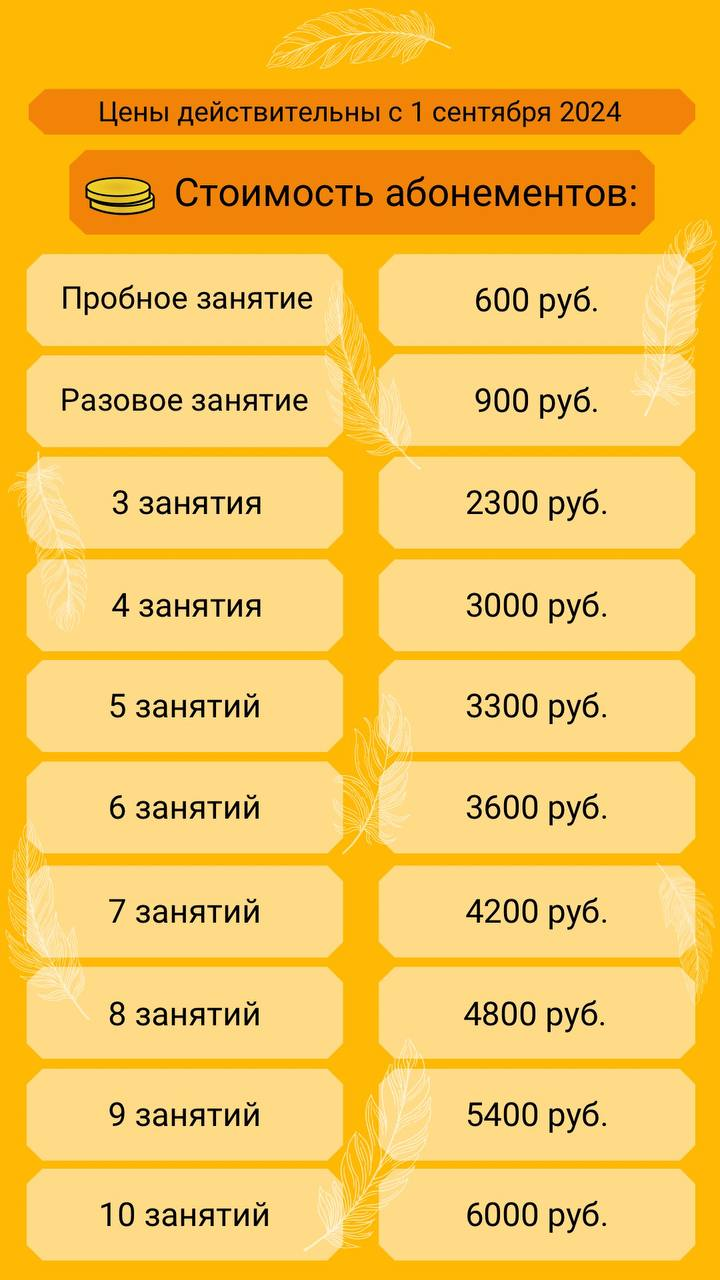 Цены действительны с 1 сентября 2024
Стоимость абонементов:
Пробное занятие 600 руб.
Разовое занятие 900 руб.
3 занятия 2300 руб.
4 занятия 3000 руб.
5 занятий 3300 руб.
6 занятий 3600 руб.
7 занятий 4200 руб.
8 занятий 4800 руб.
9 занятий 5400 руб.
10 занятий 6000 руб.